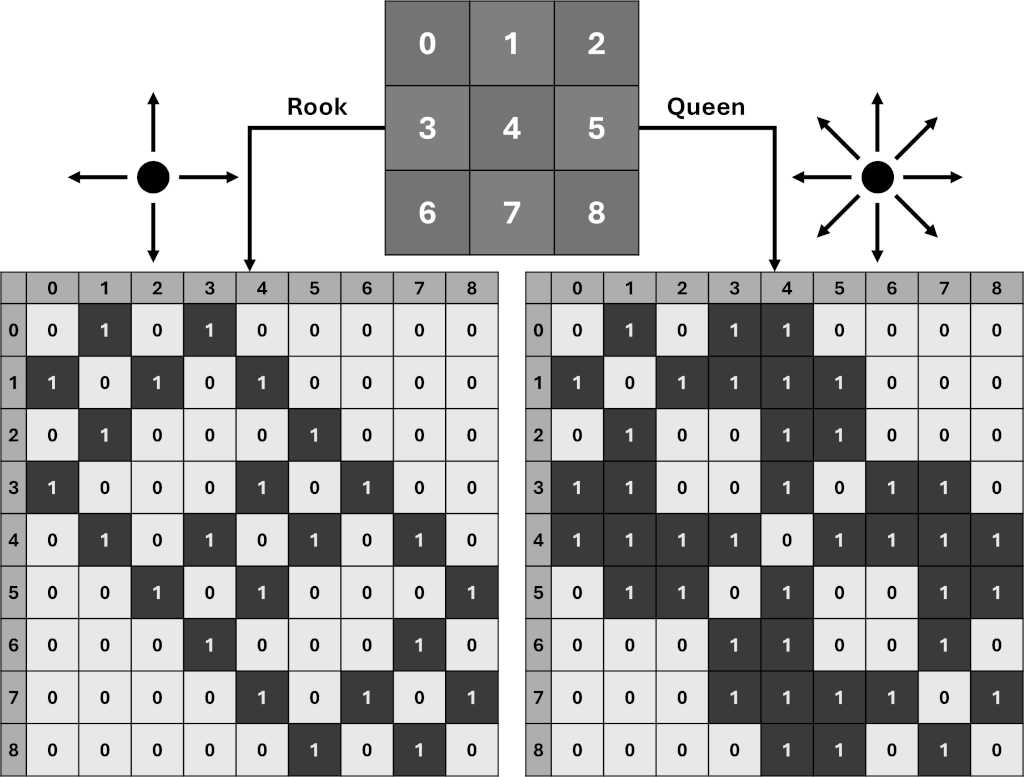 0 1 2
Rook
Queen
3 4 5
6 7 8
0 1 2 3 4 5 6 7 8
0 0 1 0 1 0 0 0 0 0
1 1 0 1 0 1 0 0 0 0
2 0 1 0 0 0 1 0 0 0
3 1 0 0 0 1 0 1 0 0
4 0 1 0 1 0 1 0 1 0
5 0 0 1 0 1 0 0 0 1
6 0 0 0 1 0 0 0 1 0
7 0 0 0 0 1 0 1 0 1
8 0 0 0 0 0 1 0 1 0
0 1 2 3 4 5 6 7 8
0 0 1 0 1 1 0 0 0 0
1 1 0 1 1 1 1 0 0 0
2 0 1 0 0 1 1 0 0 0
3 1 1 0 0 1 0 1 1 0
4 1 1 1 1 0 1 1 1 1
5 0 1 1 0 1 0 0 1 1
6 0 0 0 1 1 0 0 1 0
7 0 0 0 1 1 1 1 0 1
8 0 0 0 0 1 1 0 1 0